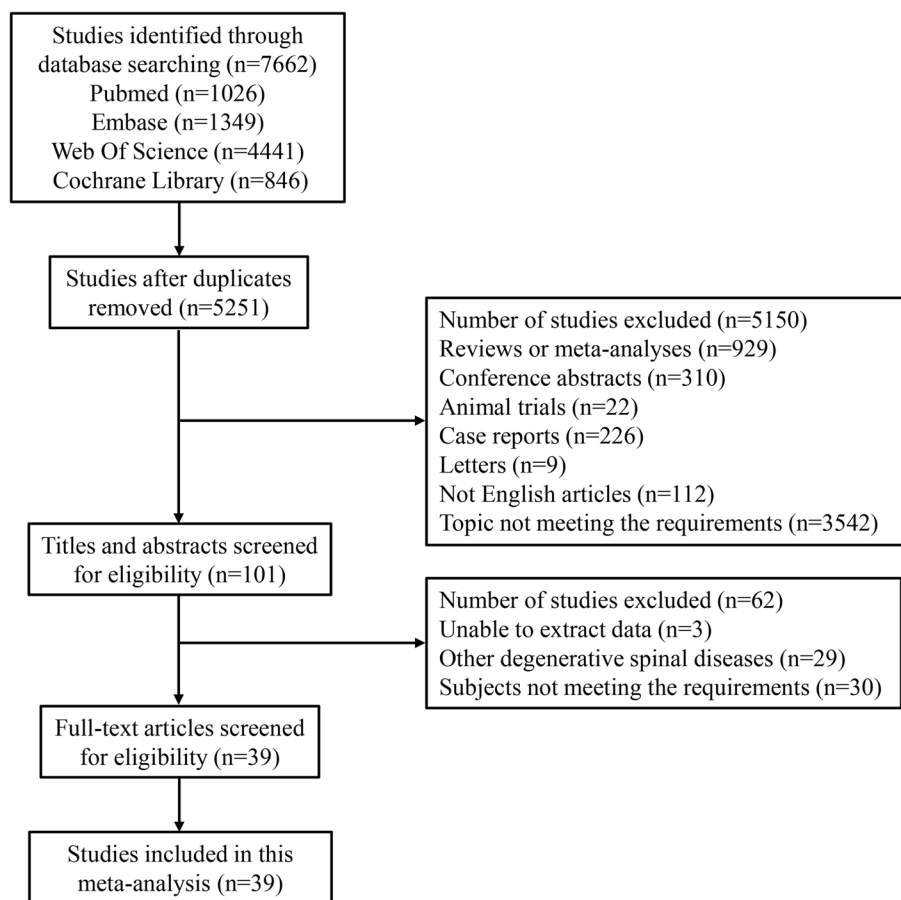 Studies identified through
database searching (n=7662)
Pubmed (n=1026)
Embase (n=1349)
Web Of Science (n=4441)
Cochrane Library (n=846)
Studies after duplicates
removed (n=5251)
Number of studies excluded (n=5150)
Reviews or meta-analyses (n=929)
Conference abstracts (n=310)
Animal trials (n=22)
Case reports (n=226)
Letters (n=9)
Not English articles (n=112)
Topic not meeting the requirements (n=3542)
Titles and abstracts screened
for eligibility (n=101)
Number of studies excluded (n=62)
Unable to extract data (n=3)
Other degenerative spinal diseases (n=29)
Subjects not meeting the requirements (n=30)
Full-text articles screened
for eligibility (n=39)
Studies included in this
meta-analysis (n=39)